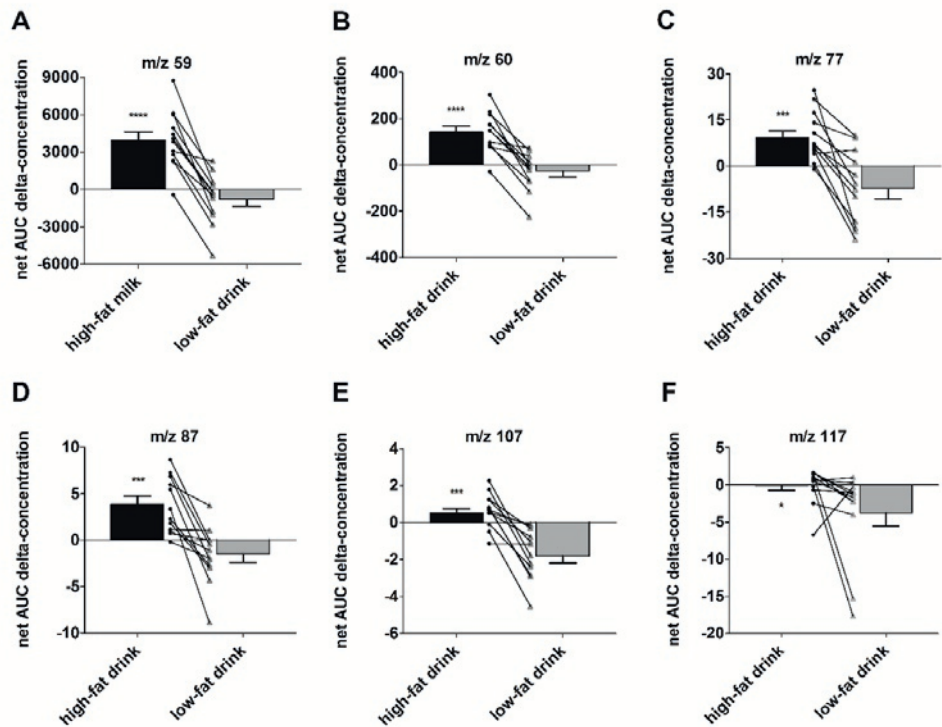 A
m/z 59
net AUC delta-concentration
9000
6000
3000
0
-3000
-6000
****
high-fat milk
low-fat drink
B
m/z 60
net AUC delta-concentration
400
200
0
-200
-400
****
high-fat drink
low-fat drink
C
m/z 77
net AUC delta-concentration
30
15
0
-15
-30
***
high-fat drink
low-fat drink
D
m/z 87
net AUC delta-concentration
10
5
0
-5
-10
***
high-fat drink
low-fat drink
E
m/z 107
net AUC delta-concentration
4
2
0
-2
-4
-6
***
high-fat drink
low-fat drink
F
m/z 117
net AUC delta-concentration
5
0
-5
-10
-15
-20
*
high-fat drink
low-fat drink